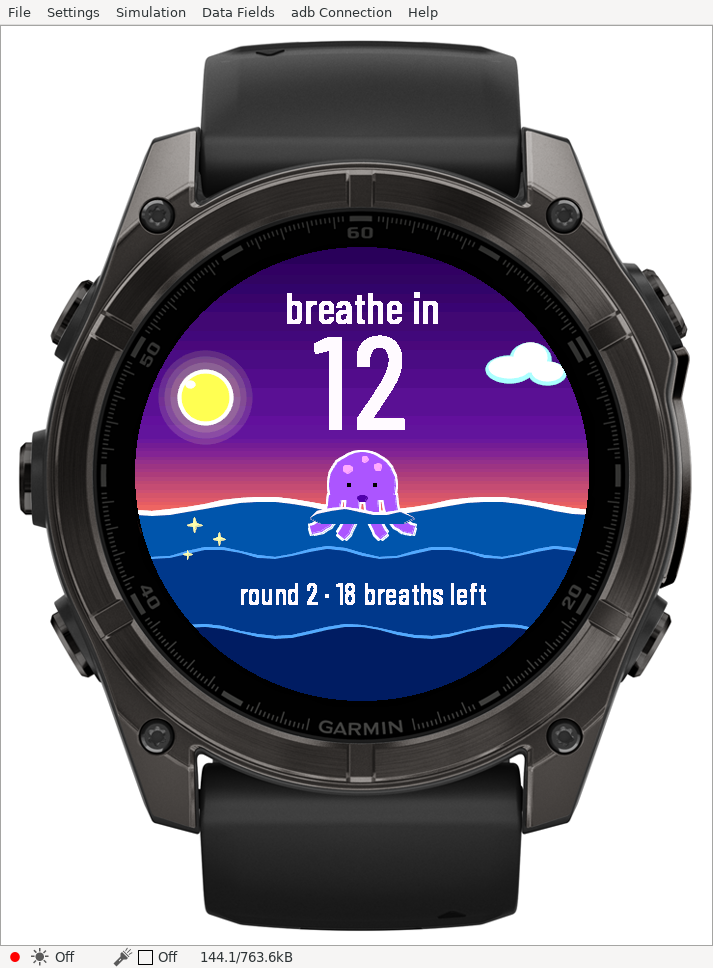 File Settings Simulation Data Fields adb Connection Help
60
breathe in
12
50
round 2 · 18 breaths left
40
20
GARMIN
Off Off 144.1/763.6kB